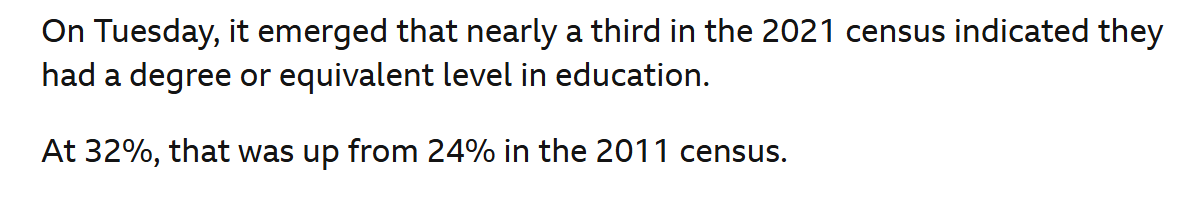 On Tuesday, it emerged that nearly a third in the 2021 census indicated they
had a degree or equivalent level in education.
At 32%, that was up from 24% in the 2011 census.